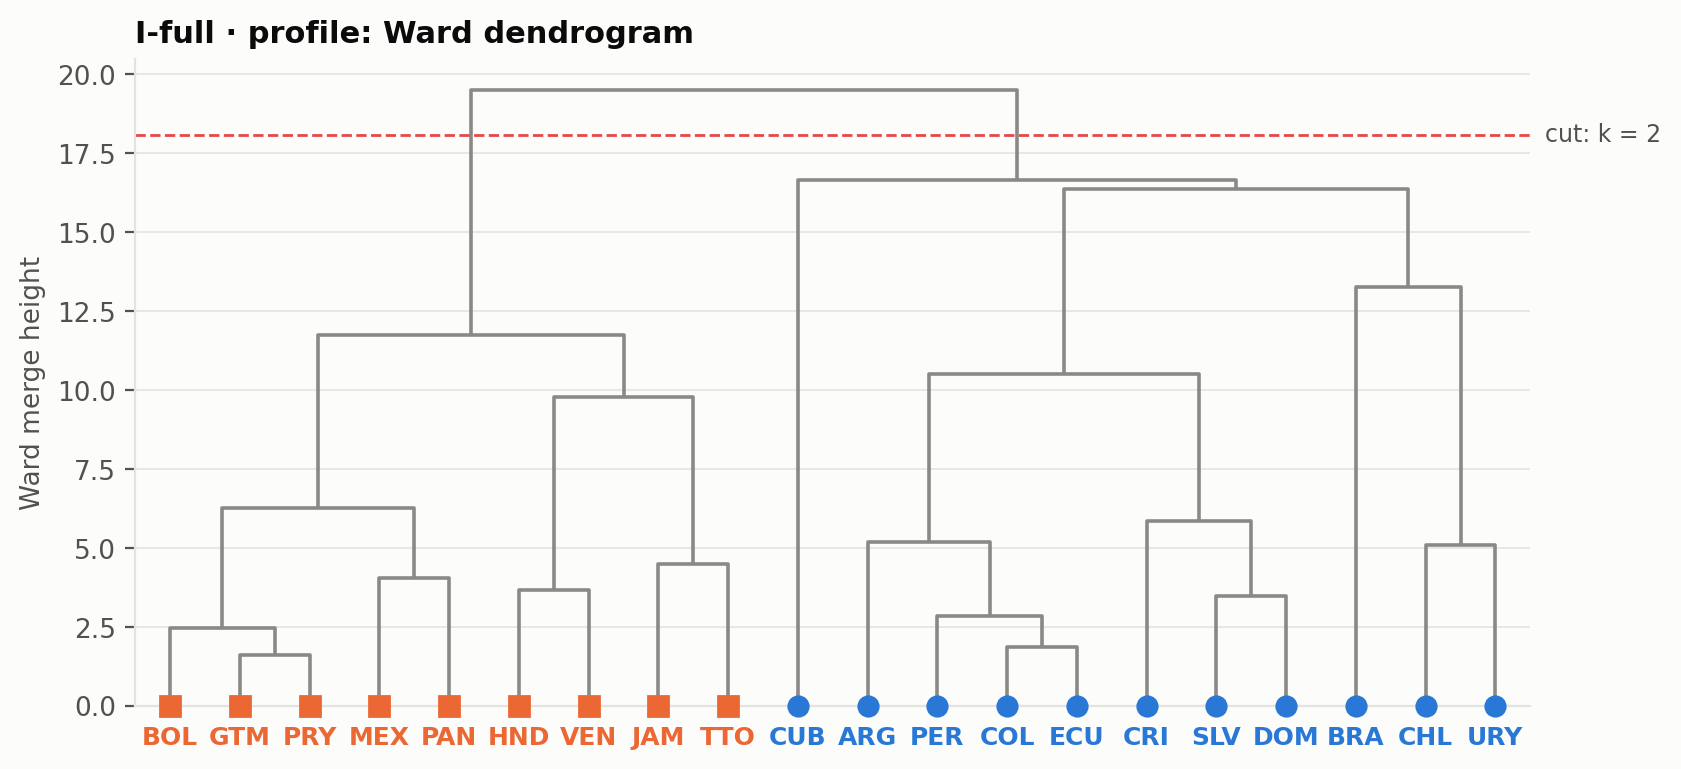 I-full · profile: Ward dendrogram
20.0
cut: k = 2
17.5
15.0
12.5
10.0
7.5
5.0
2.5
0.0
Ward merge height
BOL GTM PRY MEX PAN HND VEN JAM TTO CUB ARG PER COL ECU CRI SLV DOM BRA CHL URY